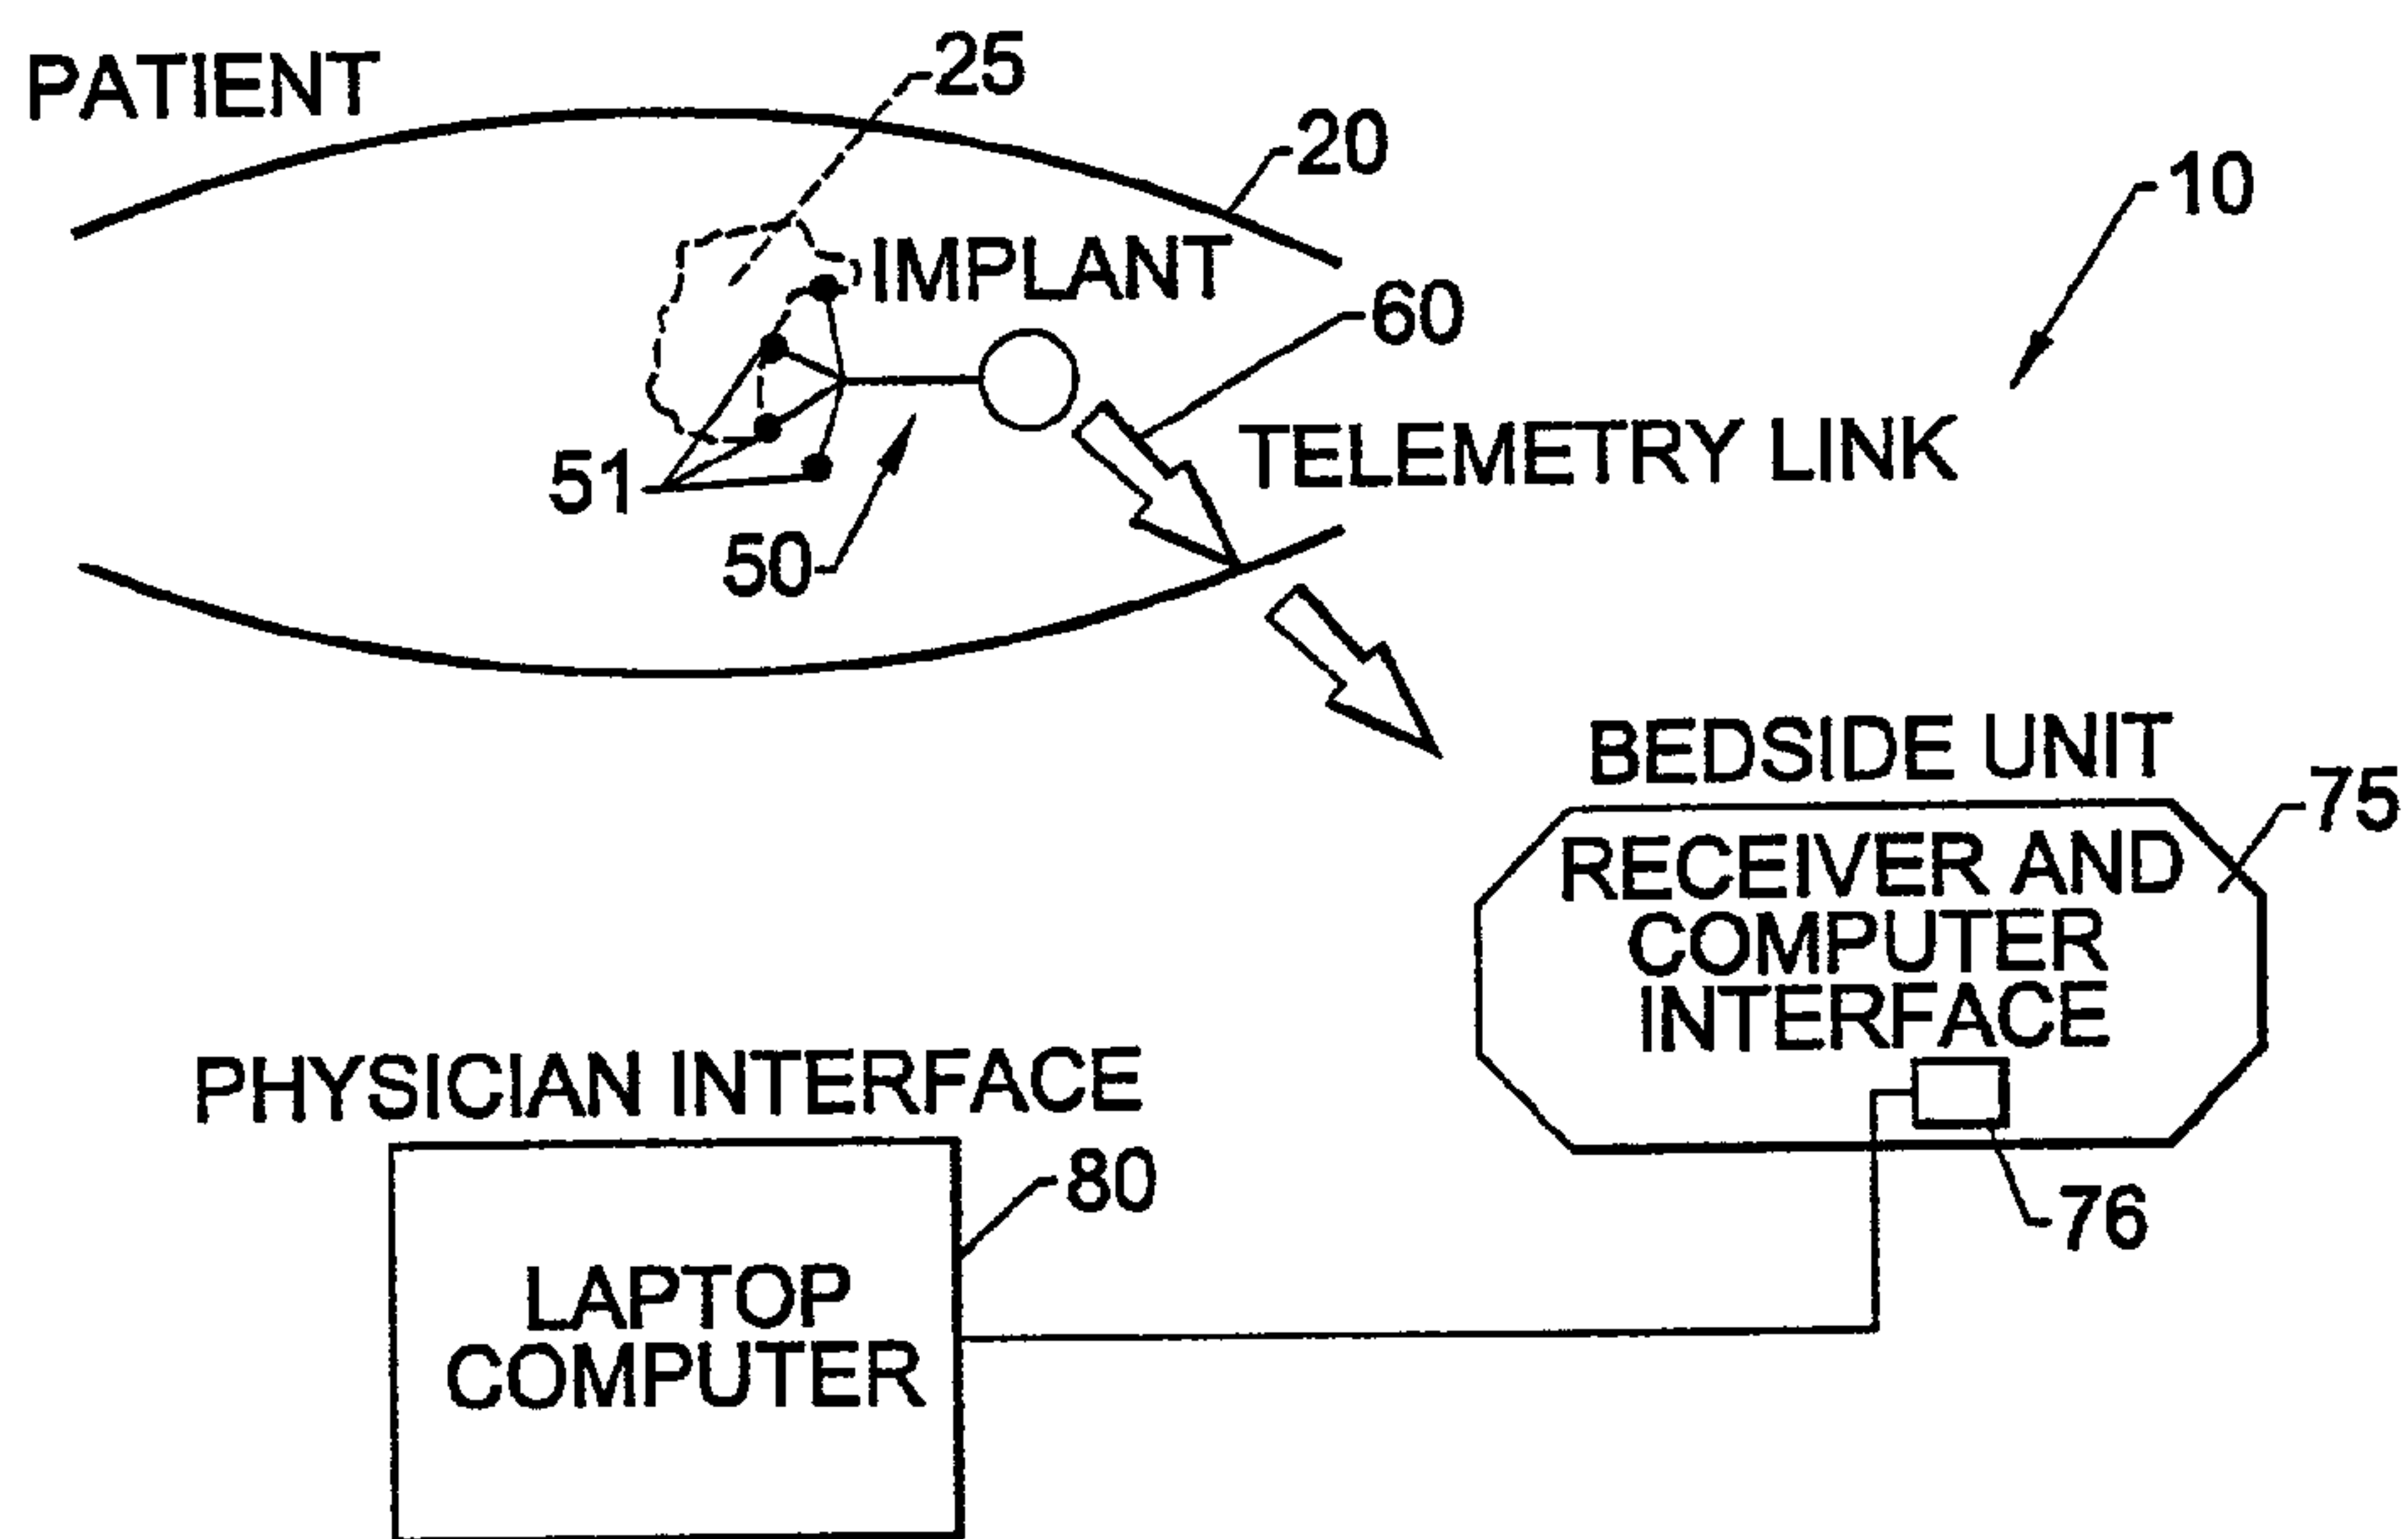 PATIENT
25
20
10
IMPLANT
60
TELEMETRY LINK
51
50
BEDSIDE UNIT
75
RECEIVER AND
COMPUTER
INTERFACE
76
PHYSICIAN INTERFACE
80
LAPTOP
COMPUTER